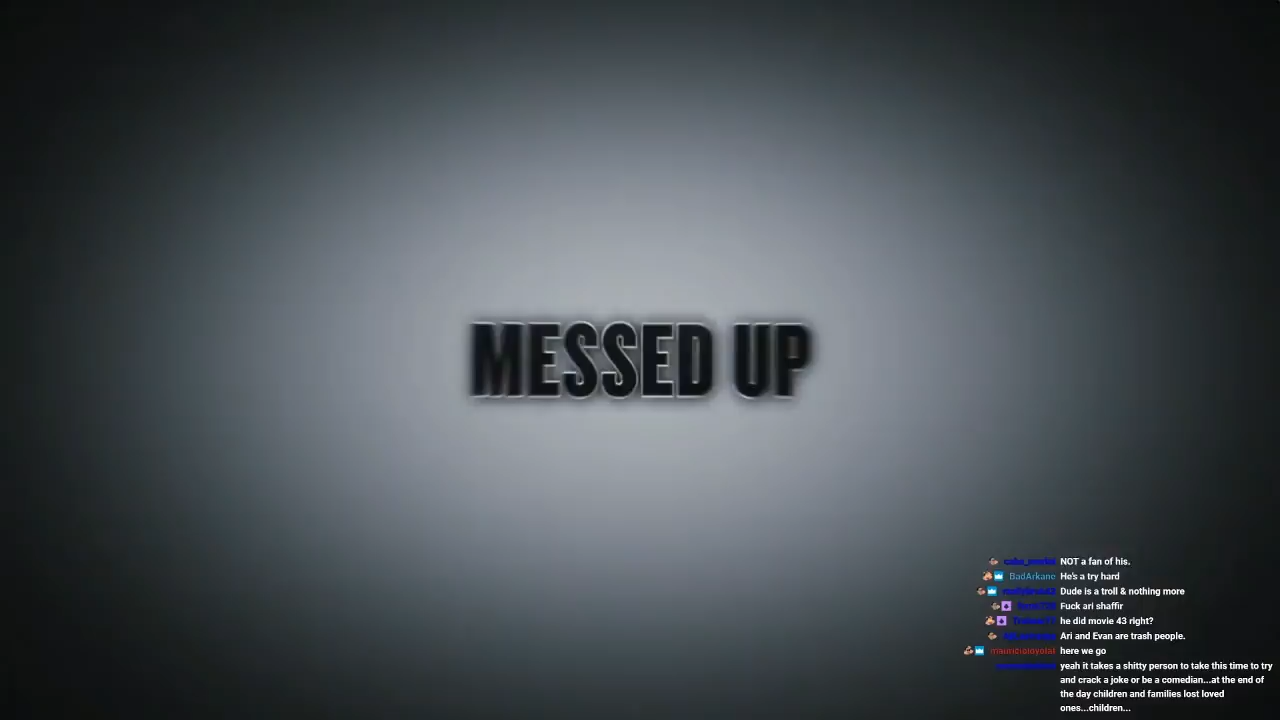 MESSED UP
NOT a fan of his.
BadArkano He's a try hard
Dude is a troll & nothing more
Fuck ari shaffir
he did movie 43 right?
Ari and Evan are trash people.
here we go
yeah it takes a shitty person to take this time to try
and crack a joke or be a comedian...at the end of
the day children and families lost loved
ones...children...